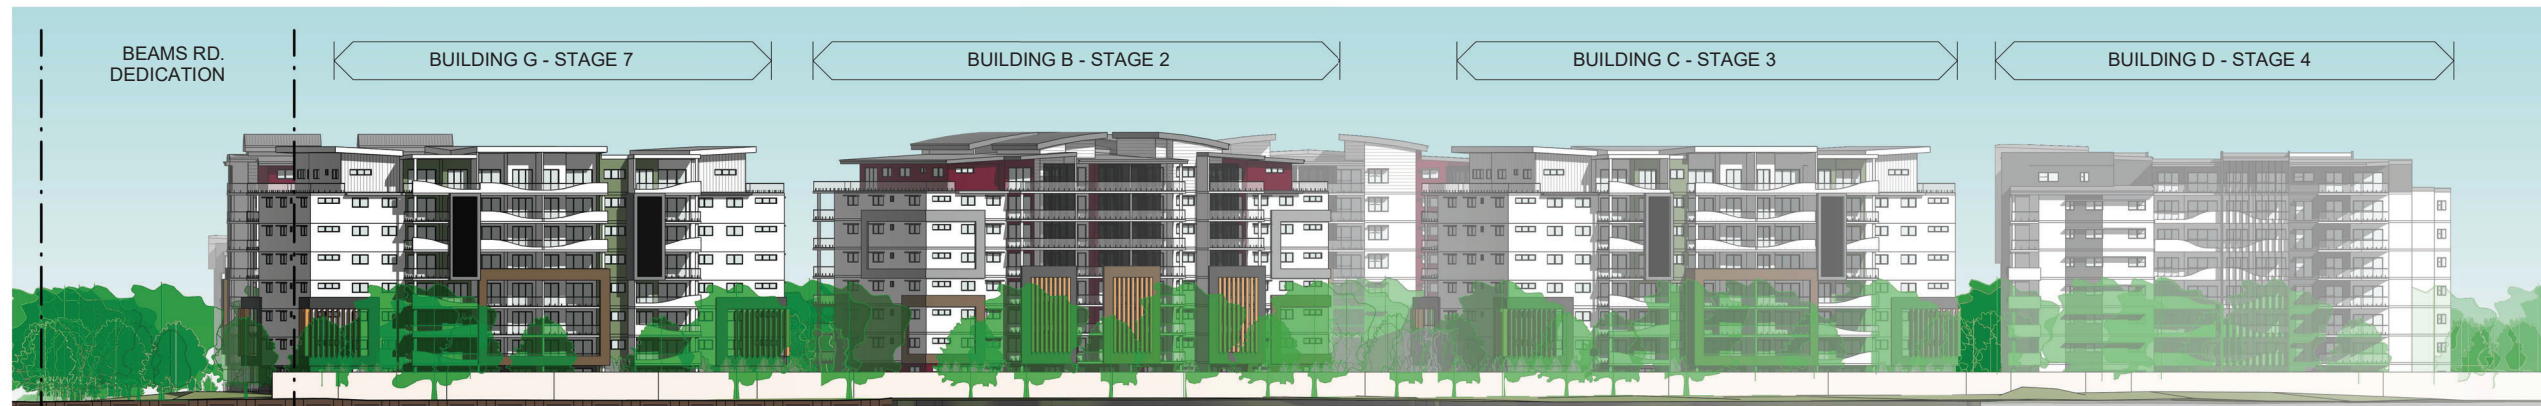 BEAMS RD.
DEDICATION
BUILDING G - STAGE 7
BUILDING B - STAGE 2
BUILDING C - STAGE 3
BUILDING D - STAGE 4